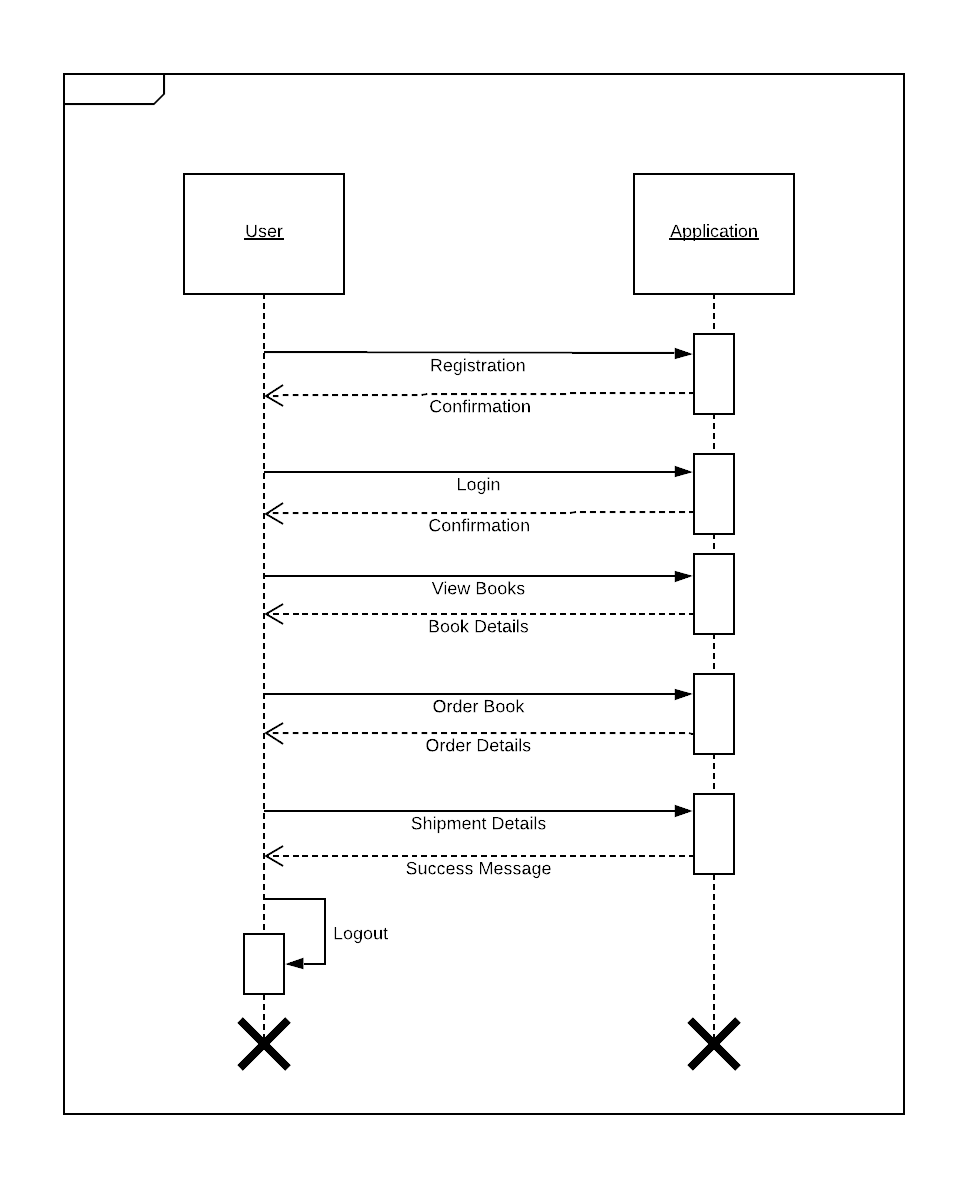 User
Application
Registration
Confirmation
Login
Confirmation
View Books
Book Details
Order Book
Order Details
Shipment Details
Success Message
Logout